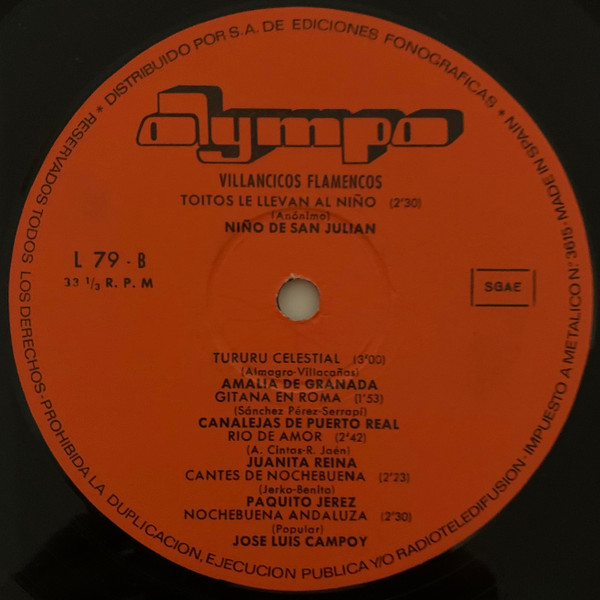 RESERVADOS TODOS LOS DERECHOS - PROHIBIDA LA DUPLICACION, EJECUCION PUBLICA Y/O RADIOTELEDIFUSION - IMPUESTO A METALICO N.º 3615 - MADE IN SPAIN * DISTRIBUIDO POR S.A. DE EDICIONES FONOGRAFICAS *
Olympo
VILLANCICOS FLAMENCOS
TOITOS LE LLEVAN AL NIÑO (2'30)
(Anónimo)
NIÑO DE SAN JULIAN
L 79 - B
33 1/3 R. P. M
SGAE
TURURU CELESTIAL (3'00)
(Almagro-Villacañas)
AMALIA DE GRANADA
GITANA EN ROMA (1'53)
(Sánchez Pérez-Serrapí)
CANALEJAS DE PUERTO REAL
RIO DE AMOR (2'42)
(A. Cintas-R. Jaén)
JUANITA REINA
CANTES DE NOCHEBUENA (2'23)
(Jerko-Benito)
PAQUITO JEREZ
NOCHEBUENA ANDALUZA (2'30)
(Popular)
JOSE LUIS CAMPOY